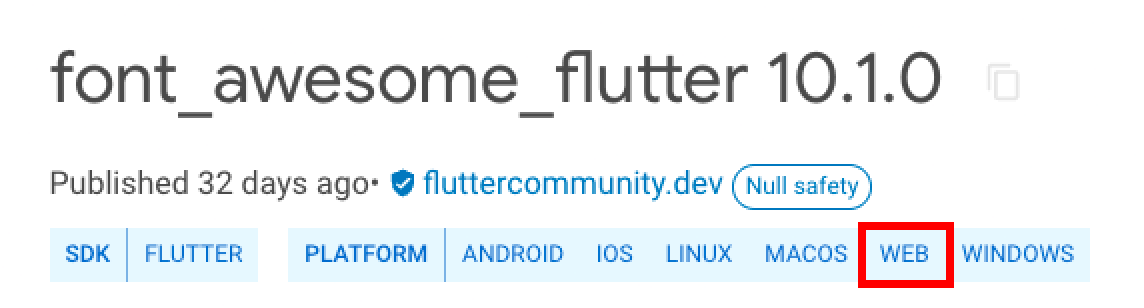 font_awesome_flutter 10.1.0
Published 32 days ago• fluttercommunity.dev Null safety
SDK FLUTTER PLATFORM ANDROID IOS LINUX MACOS WEB WINDOWS